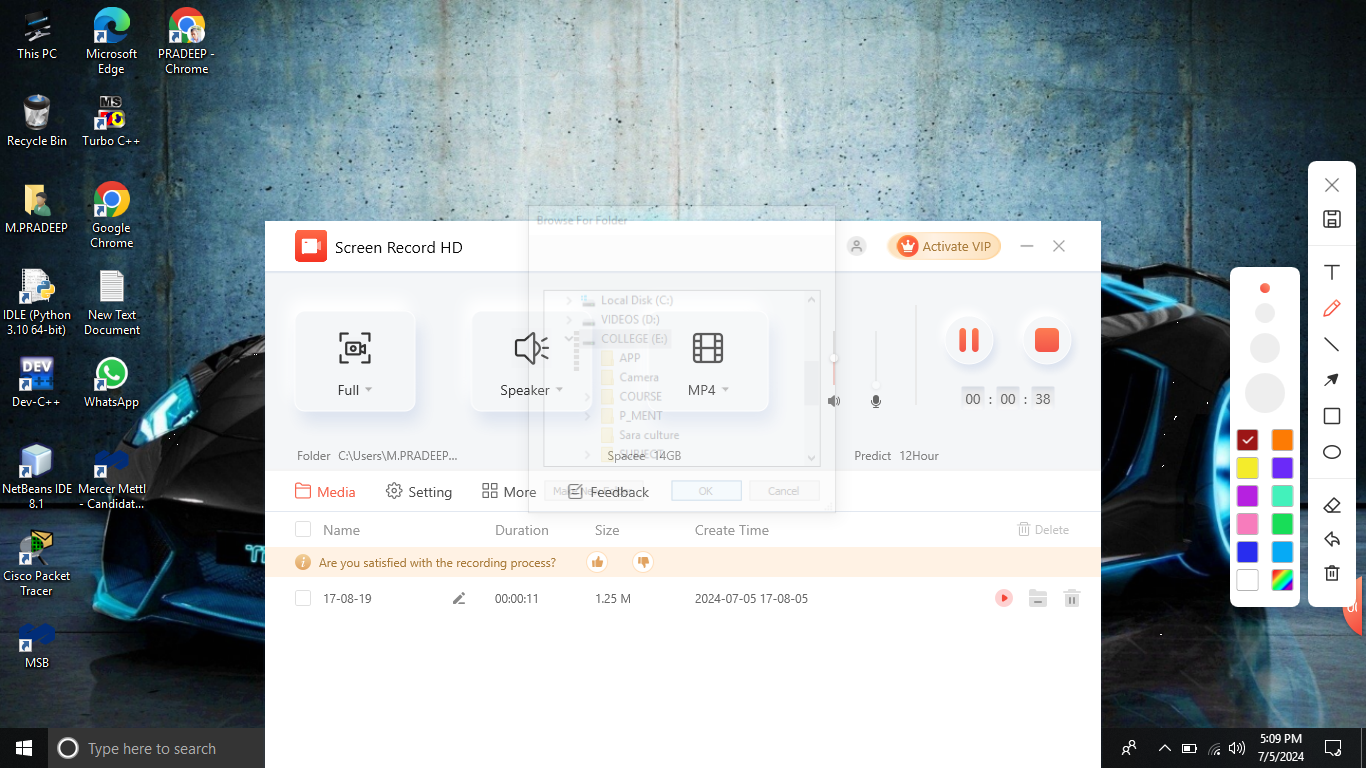 This PC
Microsoft
Edge
PRADEEP -
Chrome
Recycle Bin
MS
Turbo C++
M.PRADEEP
Google
Chrome
IDLE (Python
3.10 64-bit)
New Text
Document
DEV
Dev-C++
WhatsApp
NetBeans IDE
8.1
Mercer Mettl
- Candidat...
Cisco Packet
Tracer
MSB
Screen Record HD
Activate VIP
Browse For Folder
Local Disk (C:)
VIDEOS (D:)
COLLEGE (E:)
APP
Camera
COURSE
P_MENT
Sara culture
Full
Speaker
MP4
00 : 00 : 38
Folder C:\Users\M.PRADEEP...
Spacee 14GB
Predict 12Hour
OK
Cancel
Media
Setting
More
Feedback
Name
Duration
Size
Create Time
Delete
Are you satisfied with the recording process?
17-08-19
00:00:11
1.25 M
2024-07-05 17-08-05
Type here to search
5:09 PM
7/5/2024